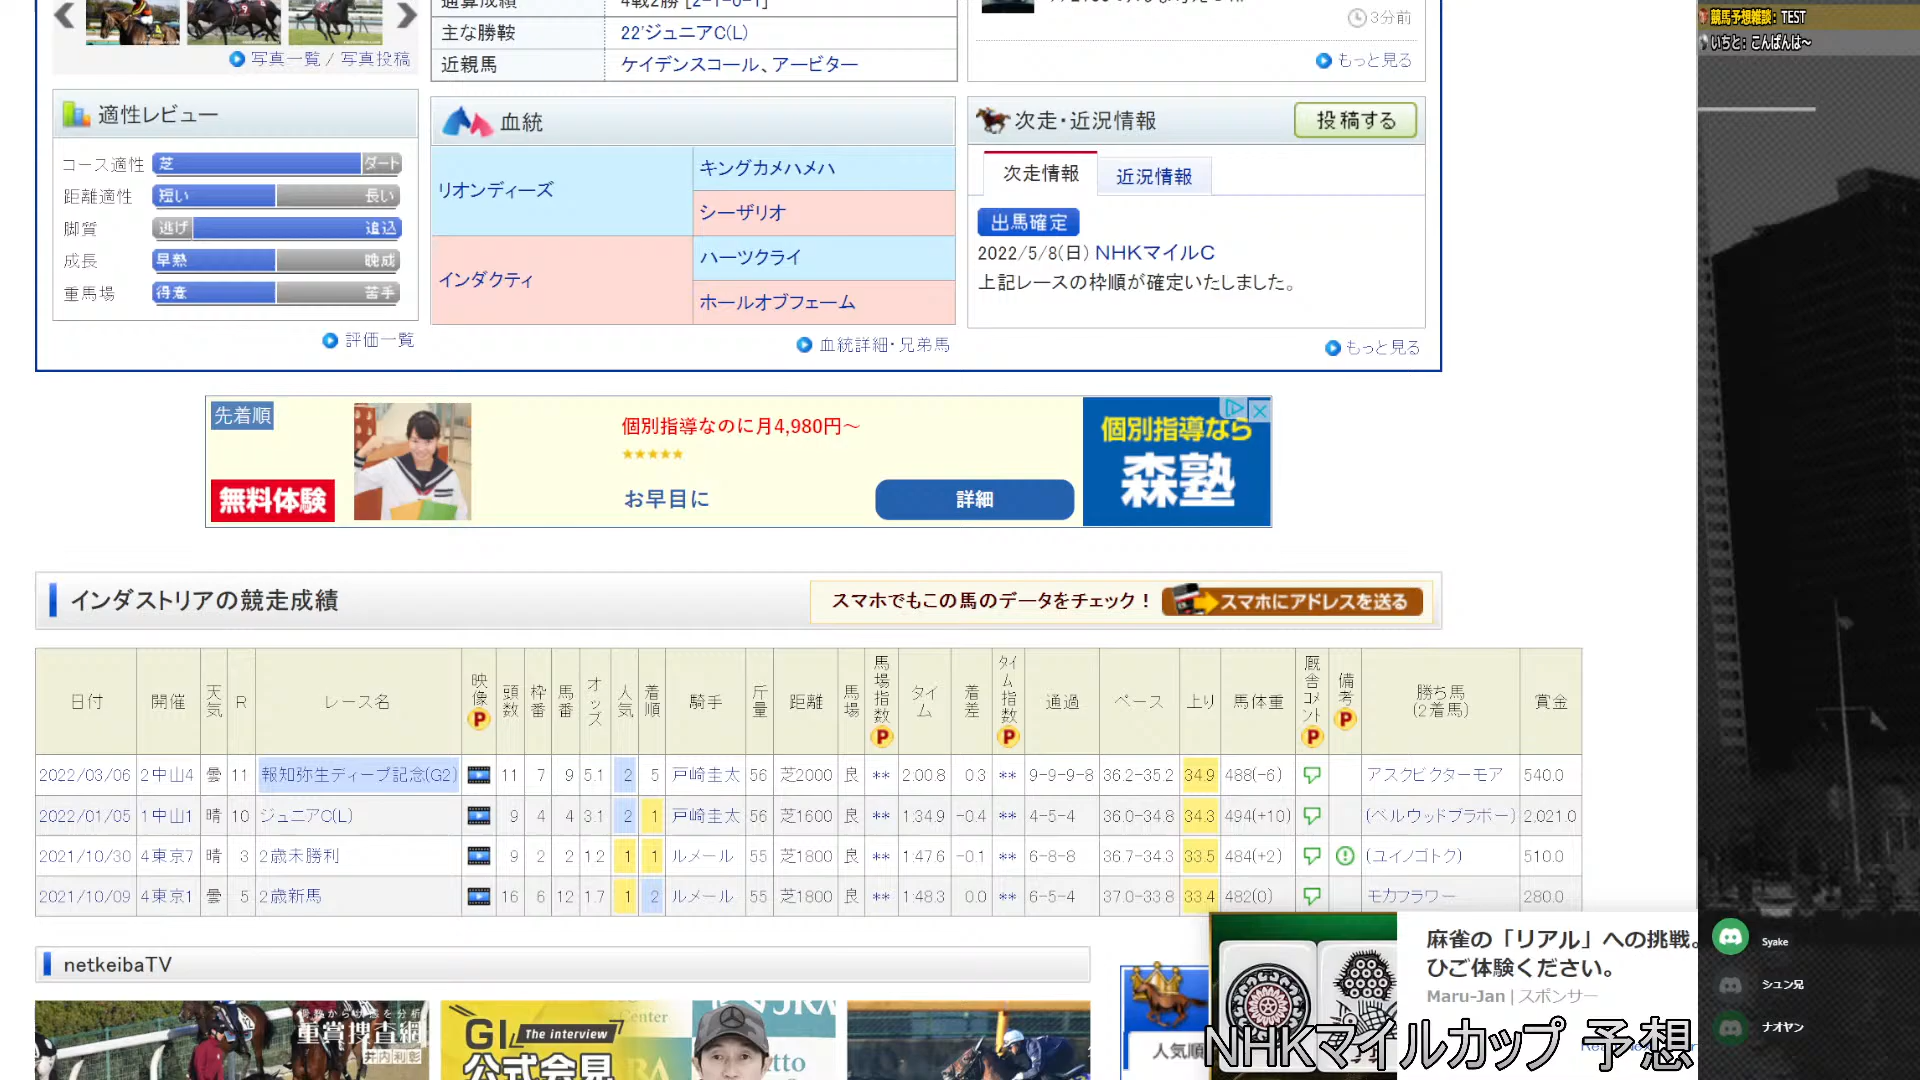 通算成績 4戦2勝 [2-1-0-1]
主な勝鞍 22'ジュニアC(L)
近親馬 ケイデンスコール、アービター
写真一覧 / 写真投稿
3分前
もっと見る
適性レビュー
コース適性 芝 ダート
距離適性 短い 長い
脚質 逃げ 追込
成長 早熟 晩成
重馬場 得意 苦手
評価一覧
血統
リオンディーズ
キングカメハメハ
シーザリオ
インダクティ
ハーツクライ
ホールオブフェーム
血統詳細・兄弟馬
次走・近況情報
投稿する
次走情報 近況情報
出馬確定
2022/5/8(日) NHKマイルC
上記レースの枠順が確定いたしました。
もっと見る
先着順
無料体験
個別指導なのに月4,980円～
★★★★★
お早目に
詳細
個別指導なら
森塾
インダストリアの競走成績
スマホでもこの馬のデータをチェック！
スマホにアドレスを送る
日付 開催 天気 R レース名 映像 P 頭数 枠番 馬番 オッズ 人気 着順 騎手 斤量 距離 馬場 馬場指数 P タイム 着差 タイム指数 P 通過 ペース 上り 馬体重 厩舎コメント P 備考 P 勝ち馬(2着馬) 賞金
2022/03/06 2中山4 曇 11 報知弥生ディープ記念(G2) 11 7 9 5.1 2 5 戸崎圭太 56 芝2000 良 ** 2:00.8 0.3 ** 9-9-9-8 36.2-35.2 34.9 488(-6) アスクビクターモア 540.0
2022/01/05 1中山1 晴 10 ジュニアC(L) 9 4 4 3.1 2 1 戸崎圭太 56 芝1600 良 ** 1:34.9 -0.4 ** 4-5-4 36.0-34.8 34.3 494(+10) (ベルウッドブラボー) 2,021.0
2021/10/30 4東京7 晴 3 2歳未勝利 9 2 2 1.2 1 1 ルメール 55 芝1800 良 ** 1:47.6 -0.1 ** 6-8-8 36.7-34.3 33.5 484(+2) (ユイノゴトク) 510.0
2021/10/09 4東京1 曇 5 2歳新馬 16 6 12 1.7 1 2 ルメール 55 芝1800 良 ** 1:48.3 0.0 ** 6-5-4 37.0-33.8 33.4 482(0) モカフラワー 280.0
netkeibaTV
重賞捜査網
井内利彰
GI The interview
公式会見
Center
JRA
人気順
麻雀の「リアル」への挑戦。
ひご体験ください。
Maru-Jan | スポンサー
NHKマイルカップ 予想
競馬予想雑談: TEST
いちと: こんばんは～
Syake
シュン兄
ナオヤン